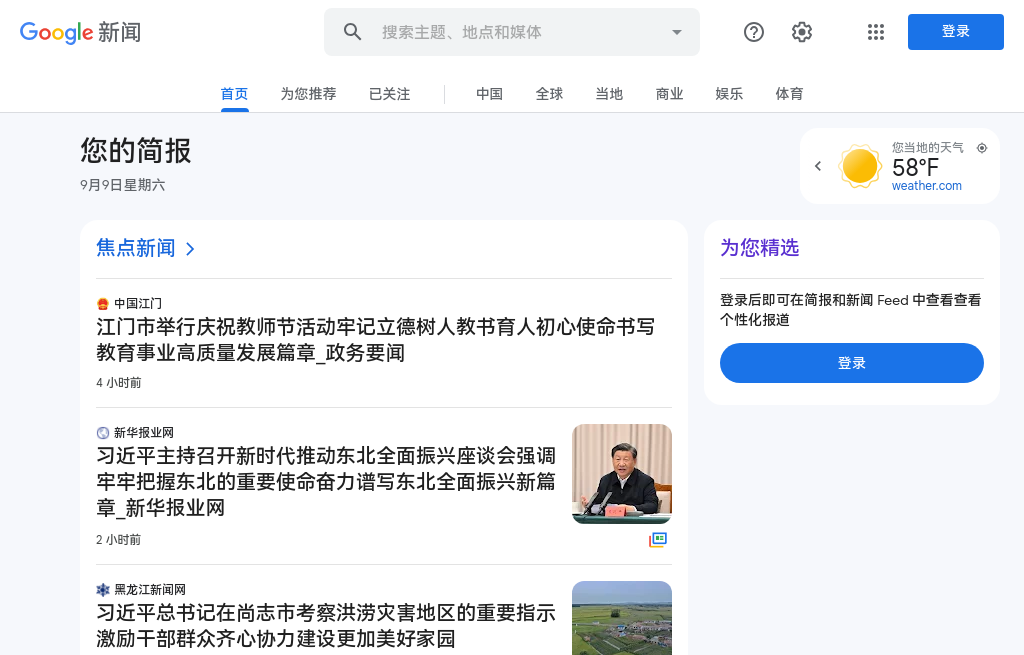 Google 新闻
搜索主题、地点和媒体
登录
首页 为您推荐 已关注 中国 全球 当地 商业 娱乐 体育
您的简报
9月9日星期六
您当地的天气
58°F
weather.com
焦点新闻
中国江门
江门市举行庆祝教师节活动牢记立德树人教书育人初心使命书写
教育事业高质量发展篇章_政务要闻
4 小时前
新华报业网
习近平主持召开新时代推动东北全面振兴座谈会强调
牢牢把握东北的重要使命奋力谱写东北全面振兴新篇
章_新华报业网
2 小时前
黑龙江新闻网
习近平总书记在尚志市考察洪涝灾害地区的重要指示
激励干部群众齐心协力建设更加美好家园
为您精选
登录后即可在简报和新闻 Feed 中查看查看
个性化报道
登录